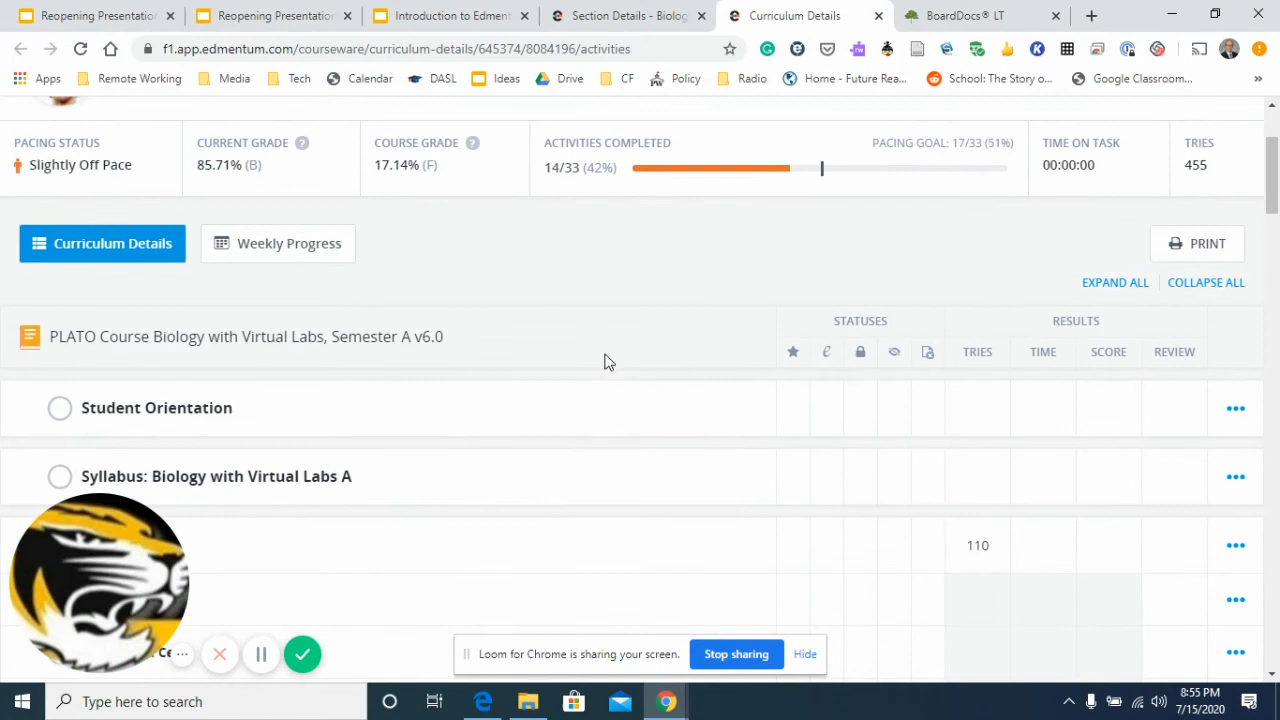 Reopening Presentation
Reopening Presentation
Introduction to Edment
Section Details - Biolog
Curriculum Details
BoardDocs® LT
f1.app.edmentum.com/courseware/curriculum-details/645374/8084196/activities
Apps Remote Working Media Tech Calendar DASL Ideas Drive CF Policy Radio Home - Future Rea... School: The Story o... Google Classroom... »
PACING STATUS
Slightly Off Pace
CURRENT GRADE ?
85.71% (B)
COURSE GRADE ?
17.14% (F)
ACTIVITIES COMPLETED PACING GOAL: 17/33 (51%)
14/33 (42%)
TIME ON TASK
00:00:00
TRIES
455
Curriculum Details Weekly Progress PRINT
EXPAND ALL COLLAPSE ALL
PLATO Course Biology with Virtual Labs, Semester A v6.0
STATUSES RESULTS
TRIES TIME SCORE REVIEW
Student Orientation
Syllabus: Biology with Virtual Labs A
110
Loom for Chrome is sharing your screen. Stop sharing Hide
Type here to search
8:55 PM
7/15/2020